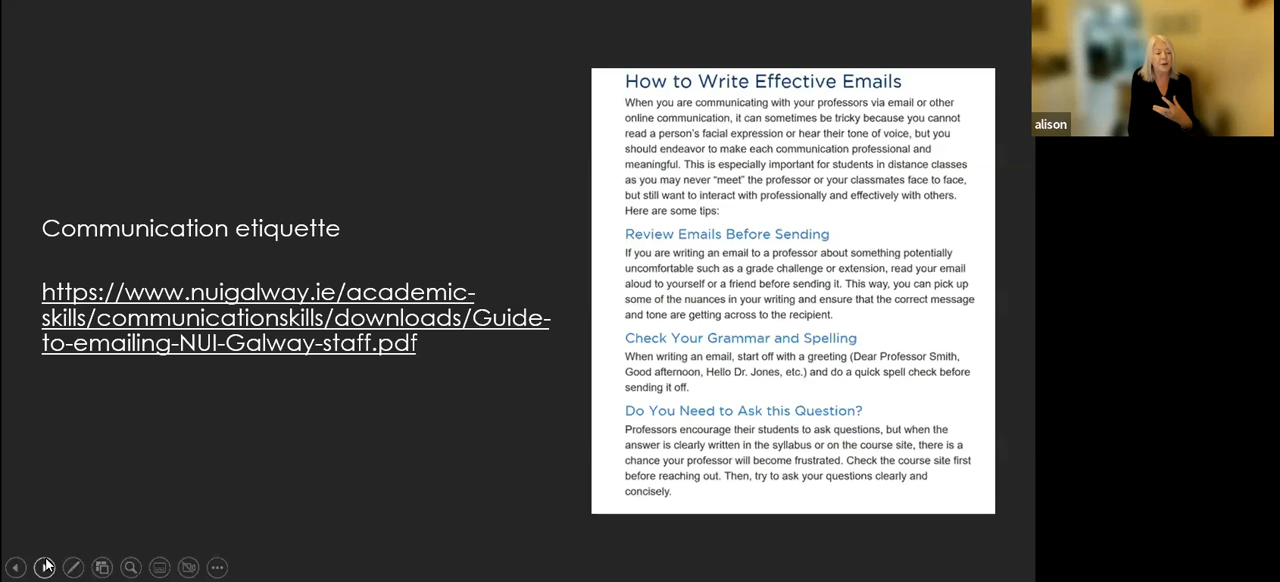 Communication etiquette
https://www.nuigalway.ie/academic-
skills/communicationskills/downloads/Guide-
to-emailing-NUI-Galway-staff.pdf
How to Write Effective Emails
When you are communicating with your professors via email or other
online communication, it can sometimes be tricky because you cannot
read a person's facial expression or hear their tone of voice, but you
should endeavor to make each communication professional and
meaningful. This is especially important for students in distance classes
as you may never “meet” the professor or your classmates face to face,
but still want to interact with professionally and effectively with others.
Here are some tips:
Review Emails Before Sending
If you are writing an email to a professor about something potentially
uncomfortable such as a grade challenge or extension, read your email
aloud to yourself or a friend before sending it. This way, you can pick up
some of the nuances in your writing and ensure that the correct message
and tone are getting across to the recipient.
Check Your Grammar and Spelling
When writing an email, start off with a greeting (Dear Professor Smith,
Good afternoon, Hello Dr. Jones, etc.) and do a quick spell check before
sending it off.
Do You Need to Ask this Question?
Professors encourage their students to ask questions, but when the
answer is clearly written in the syllabus or on the course site, there is a
chance your professor will become frustrated. Check the course site first
before reaching out. Then, try to ask your questions clearly and
concisely.
alison